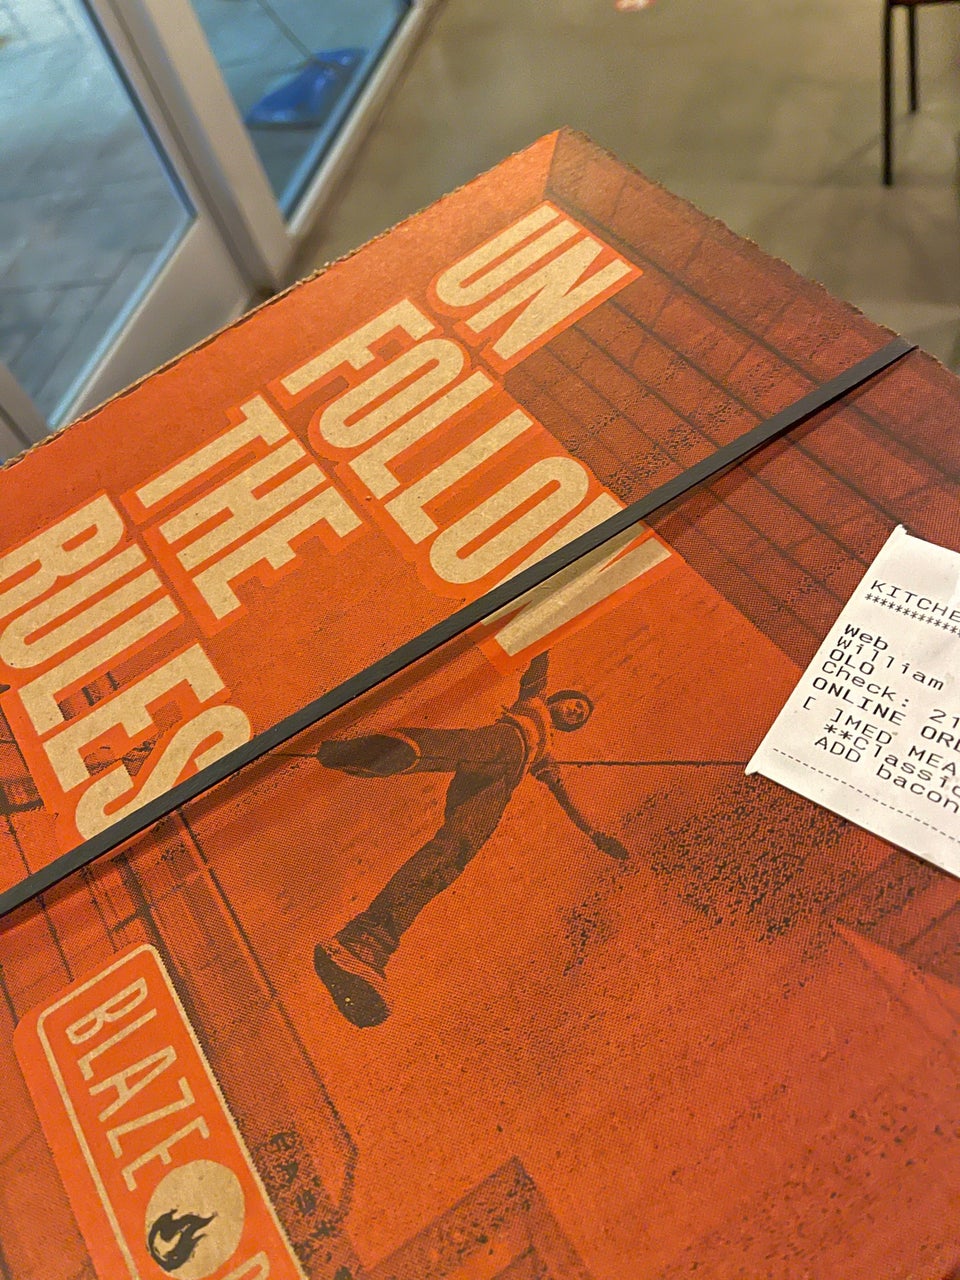 UN
FOLLOW
THE
RULES
BLAZE
KITCHE
****************
Web
William
OLO
Check: 21
ONLINE ORD
[ ]MED MEA
**Classic
ADD bacon